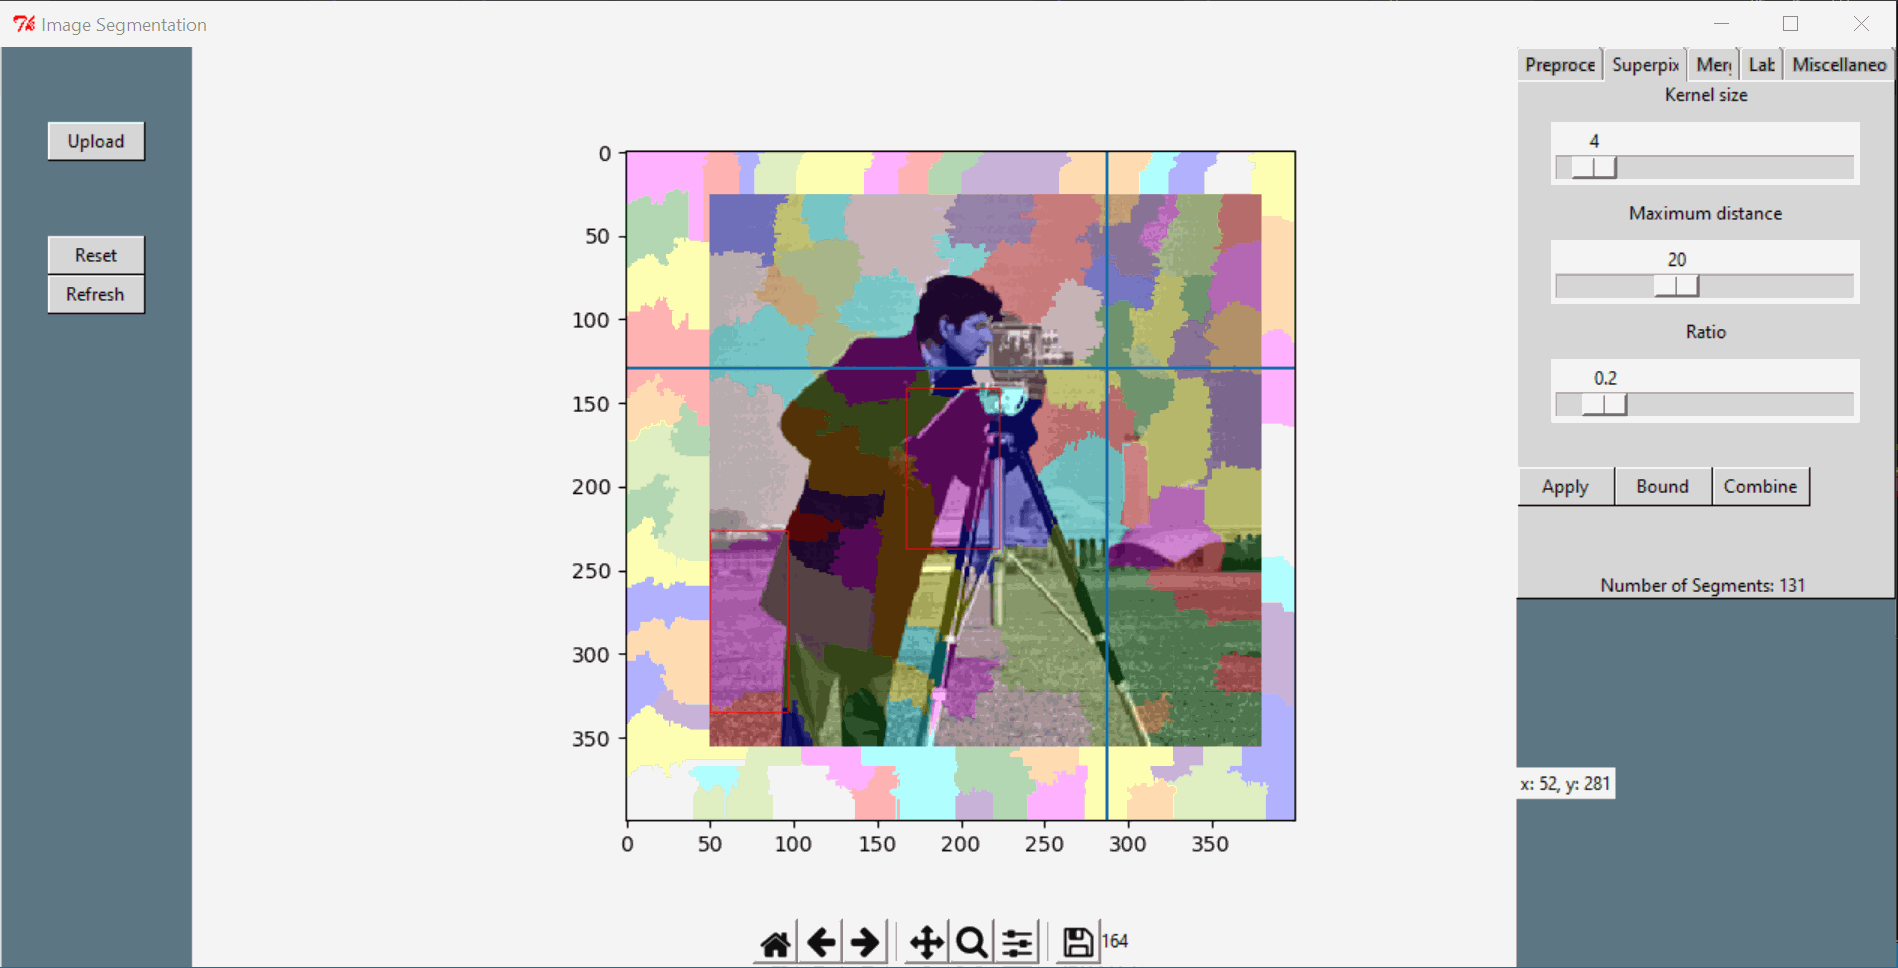 Image Segmentation
Upload
Reset
Refresh
0
50
100
150
200
250
300
350
0 50 100 150 200 250 300 350
164
Preproce Superpix Merg Lab Miscellaneo
Kernel size
4
Maximum distance
20
Ratio
0.2
Apply Bound Combine
Number of Segments: 131
x: 52, y: 281